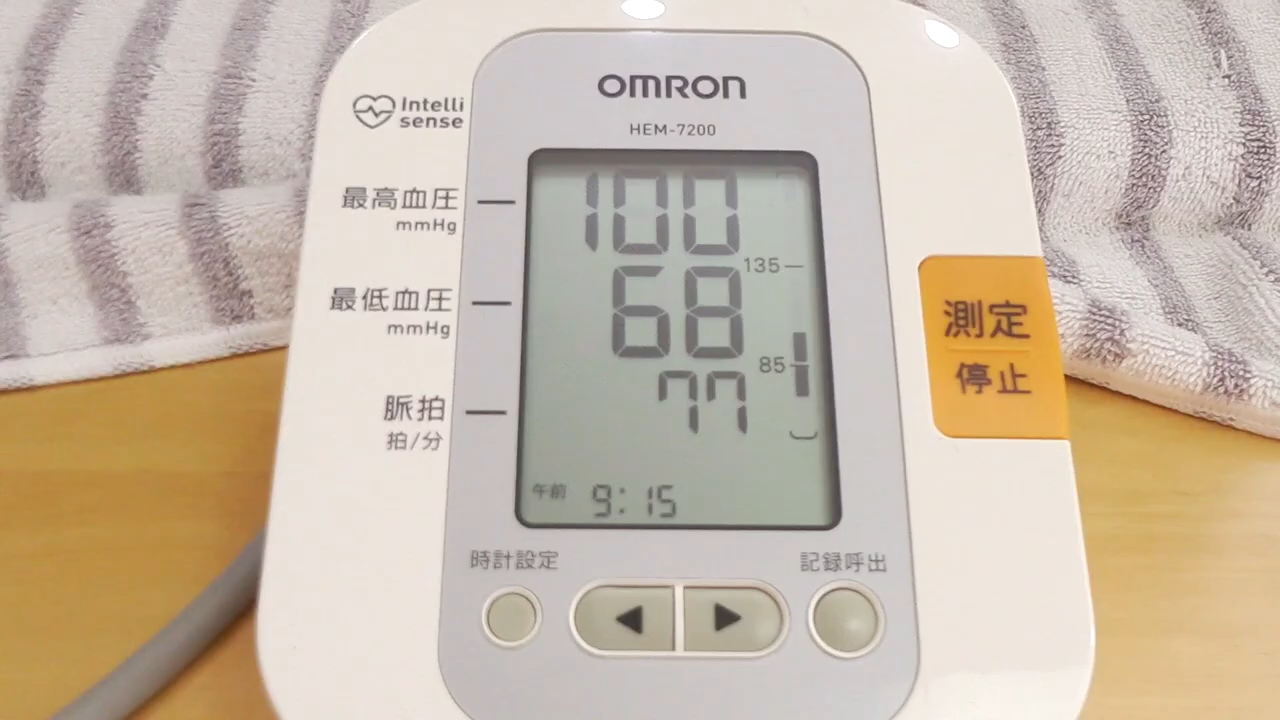 OMRON
HEM-7200
Intelli
sense
最高血圧
mmHg
100
135
最低血圧
mmHg
68
85
脈拍
拍/分
77
午前 9:15
測定
停止
時計設定
記録呼出